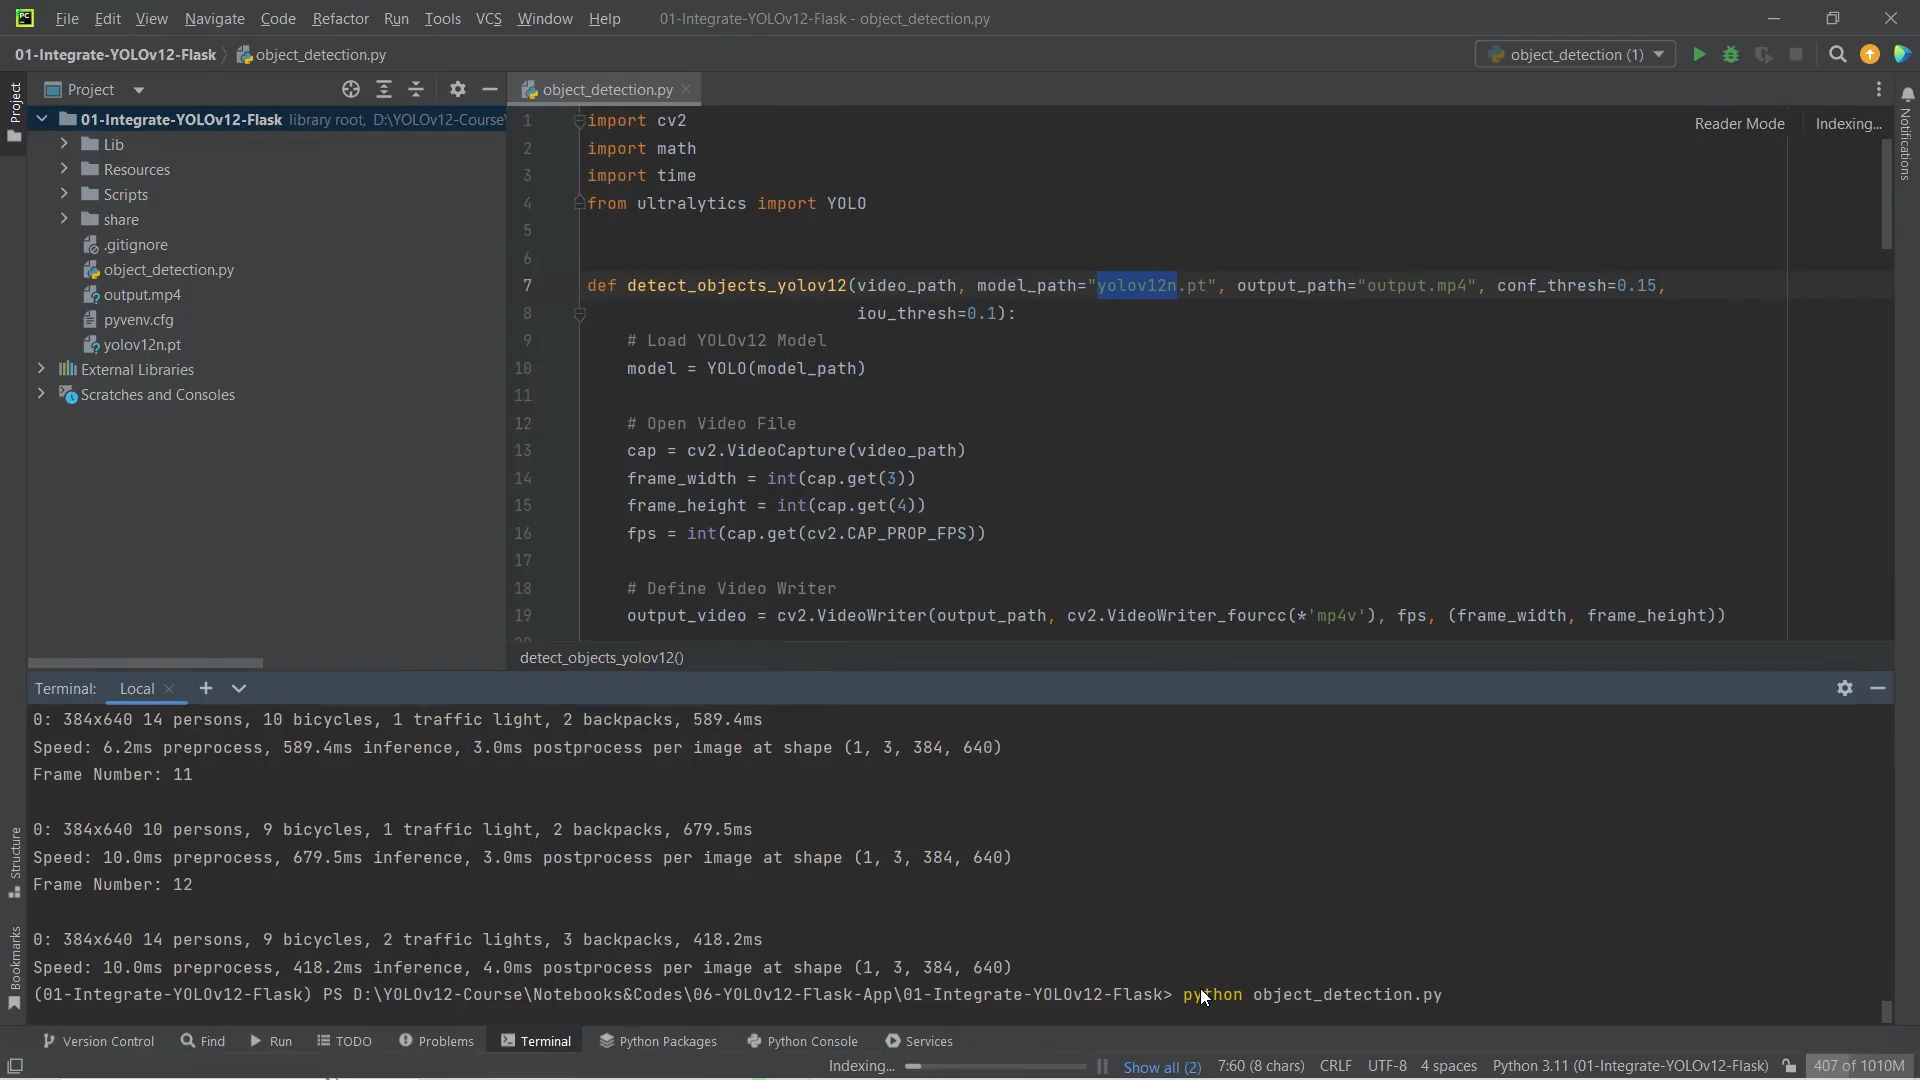 PC File Edit View Navigate Code Refactor Run Tools VCS Window Help 01-Integrate-YOLOv12-Flask - object_detection.py
01-Integrate-YOLOv12-Flask object_detection.py object_detection (1)
Project
Project
object_detection.py
Notifications
01-Integrate-YOLOv12-Flask library root, D:\YOLOv12-Course\
Lib
Resources
Scripts
share
.gitignore
object_detection.py
output.mp4
pyvenv.cfg
yolov12n.pt
External Libraries
Scratches and Consoles
Reader Mode Indexing...
1 import cv2
2 import math
3 import time
4 from ultralytics import YOLO
5
6
7 def detect_objects_yolov12(video_path, model_path="yolov12n.pt", output_path="output.mp4", conf_thresh=0.15,
8 iou_thresh=0.1):
9 # Load YOLOv12 Model
10 model = YOLO(model_path)
11
12 # Open Video File
13 cap = cv2.VideoCapture(video_path)
14 frame_width = int(cap.get(3))
15 frame_height = int(cap.get(4))
16 fps = int(cap.get(cv2.CAP_PROP_FPS))
17
18 # Define Video Writer
19 output_video = cv2.VideoWriter(output_path, cv2.VideoWriter_fourcc(*'mp4v'), fps, (frame_width, frame_height))
detect_objects_yolov12()
Terminal: Local
0: 384x640 14 persons, 10 bicycles, 1 traffic light, 2 backpacks, 589.4ms
Speed: 6.2ms preprocess, 589.4ms inference, 3.0ms postprocess per image at shape (1, 3, 384, 640)
Frame Number: 11
0: 384x640 10 persons, 9 bicycles, 1 traffic light, 2 backpacks, 679.5ms
Speed: 10.0ms preprocess, 679.5ms inference, 3.0ms postprocess per image at shape (1, 3, 384, 640)
Frame Number: 12
0: 384x640 14 persons, 9 bicycles, 2 traffic lights, 3 backpacks, 418.2ms
Speed: 10.0ms preprocess, 418.2ms inference, 4.0ms postprocess per image at shape (1, 3, 384, 640)
(01-Integrate-YOLOv12-Flask) PS D:\YOLOv12-Course\Notebooks&Codes\06-YOLOv12-Flask-App\01-Integrate-YOLOv12-Flask> python object_detection.py
Structure
Bookmarks
Version Control Find Run TODO Problems Terminal Python Packages Python Console Services
Indexing... Show all (2) 7:60 (8 chars) CRLF UTF-8 4 spaces Python 3.11 (01-Integrate-YOLOv12-Flask) 407 of 1010M